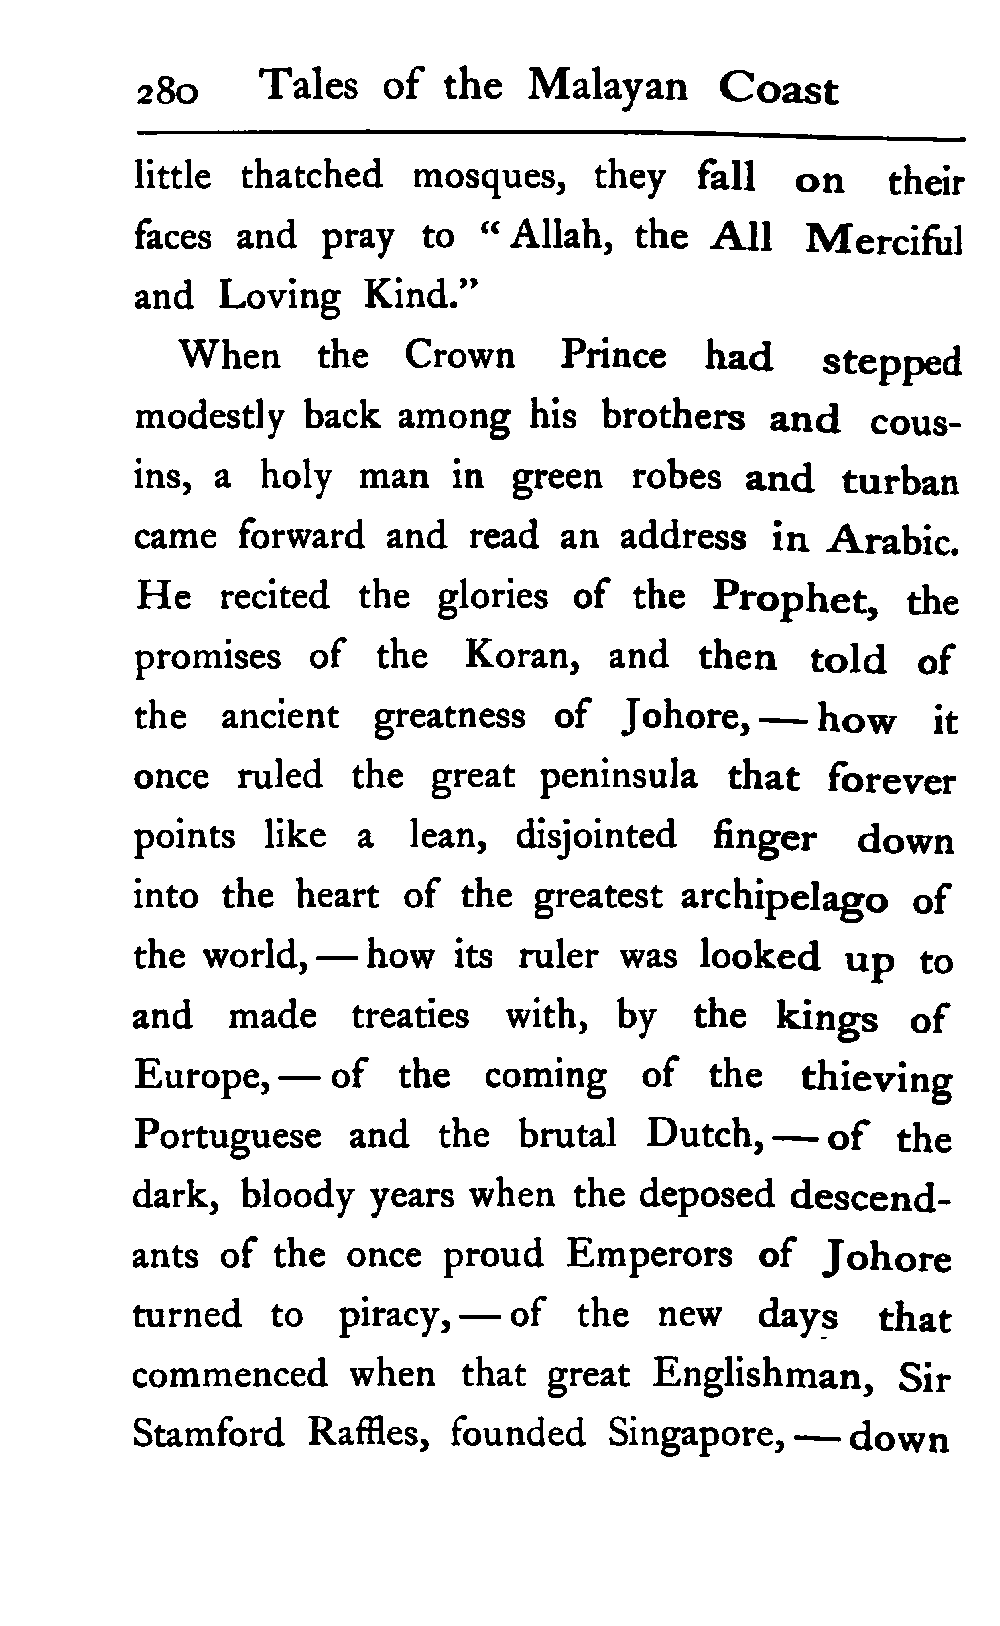 280 Tales of the Malayan Coast
little thatched mosques, they fall on their
faces and pray to “ Allah, the All Merciful
and Loving Kind.”
When the Crown Prince had stepped
modestly back among his brothers and cous-
ins, a holy man in green robes and turban
came forward and read an address in Arabic.
He recited the glories of the Prophet, the
promises of the Koran, and then told of
the ancient greatness of Johore, — how it
once ruled the great peninsula that forever
points like a lean, disjointed finger down
into the heart of the greatest archipelago of
the world, — how its ruler was looked up to
and made treaties with, by the kings of
Europe, — of the coming of the thieving
Portuguese and the brutal Dutch, — of the
dark, bloody years when the deposed descend-
ants of the once proud Emperors of Johore
turned to piracy, — of the new days that
commenced when that great Englishman, Sir
Stamford Raffles, founded Singapore, — down